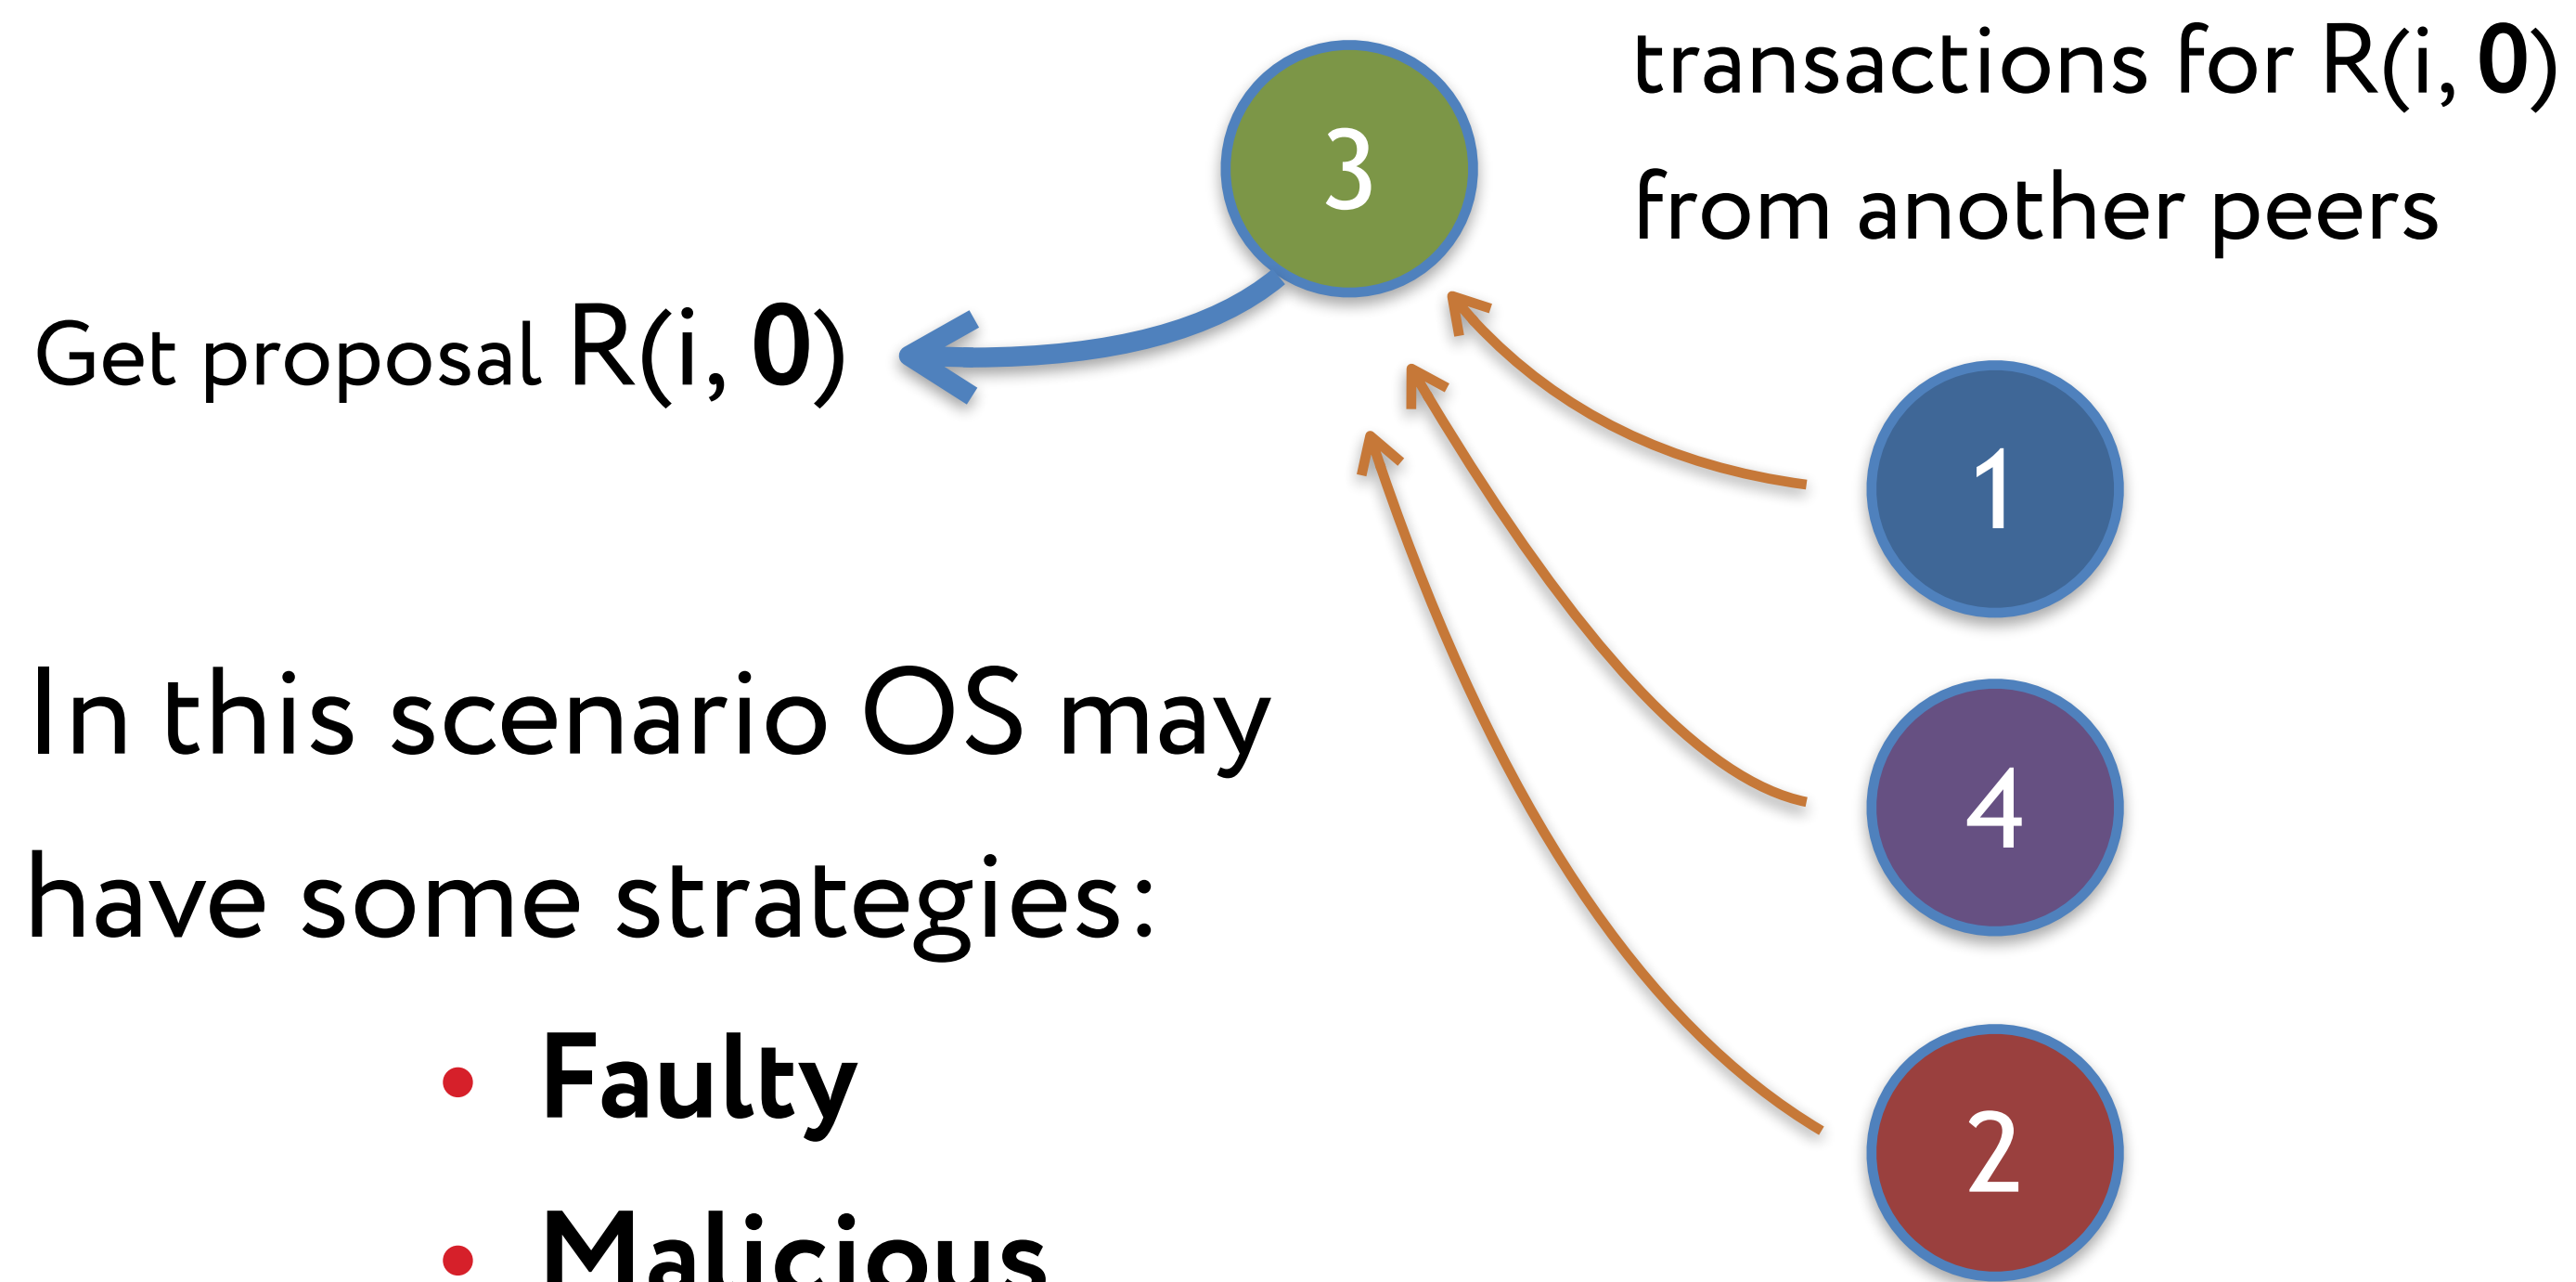 transactions for R(i, 0)
from another peers
3
Get proposal R(i, 0)
1
In this scenario OS may
4
have some strategies:
• Faulty
2
• Malicious